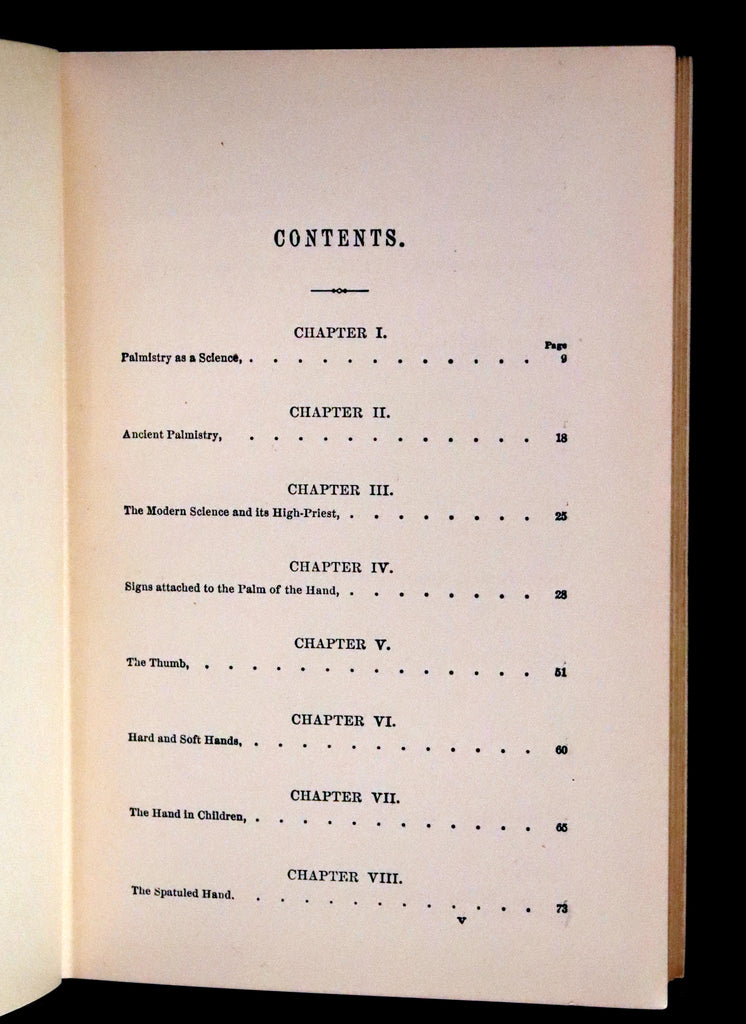 CONTENTS.
CHAPTER I.
Page
Palmistry as a Science, . . . . . . . . . . . . 9
CHAPTER II.
Ancient Palmistry, . . . . . . . . . . . . 18
CHAPTER III.
The Modern Science and its High-Priest, . . . . . . . . 25
CHAPTER IV.
Signs attached to the Palm of the Hand, . . . . . . . . 28
CHAPTER V.
The Thumb, . . . . . . . . . . . . . . 51
CHAPTER VI.
Hard and Soft Hands, . . . . . . . . . . . . 60
CHAPTER VII.
The Hand in Children, . . . . . . . . . . . . 65
CHAPTER VIII.
The Spatuled Hand. . . . . . . . . . . . . 73
v